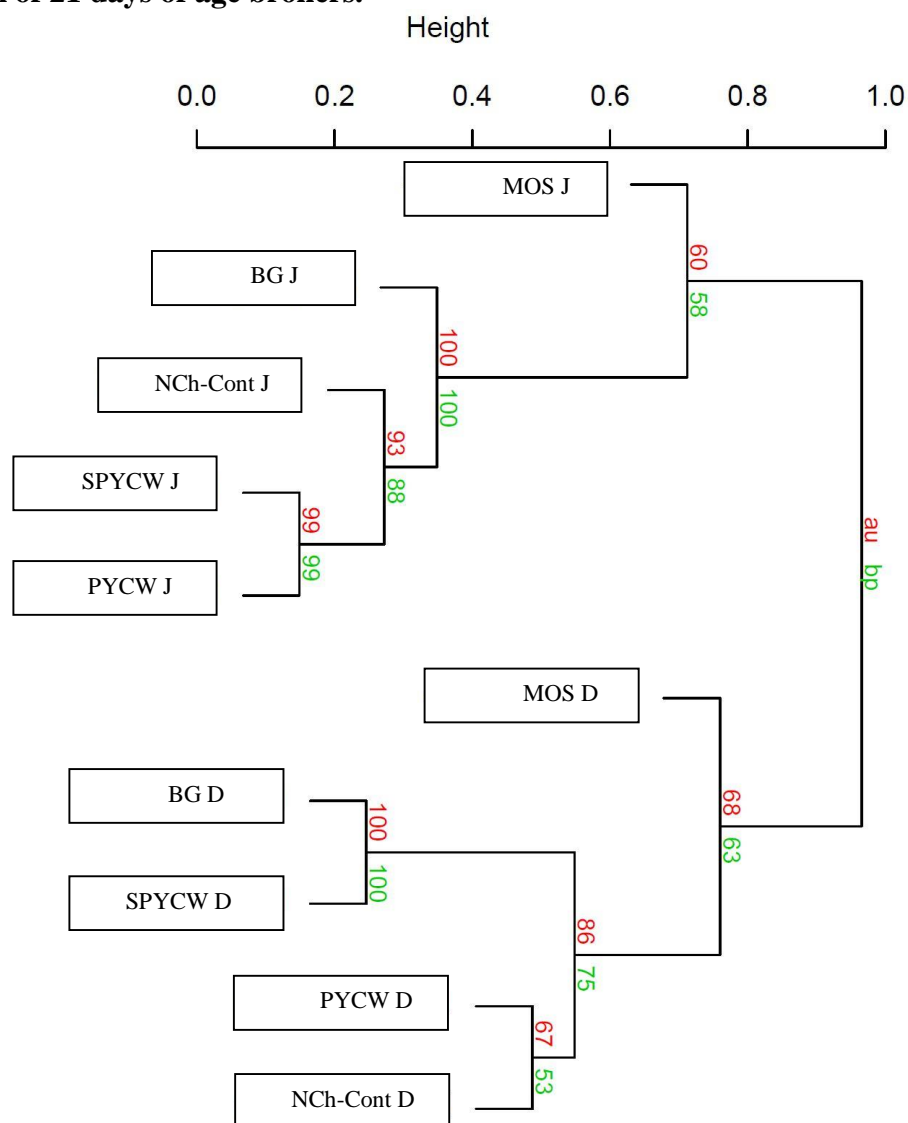 of 21 days of age broilers.
Height
0.0 0.2 0.4 0.6 0.8 1.0
MOS J
60
58
BG J
100
100
NCh-Cont J
93
88
SPYCW J
99
99
PYCW J
au
bp
MOS D
68
63
BG D
100
100
SPYCW D
86
75
PYCW D
67
53
NCh-Cont D